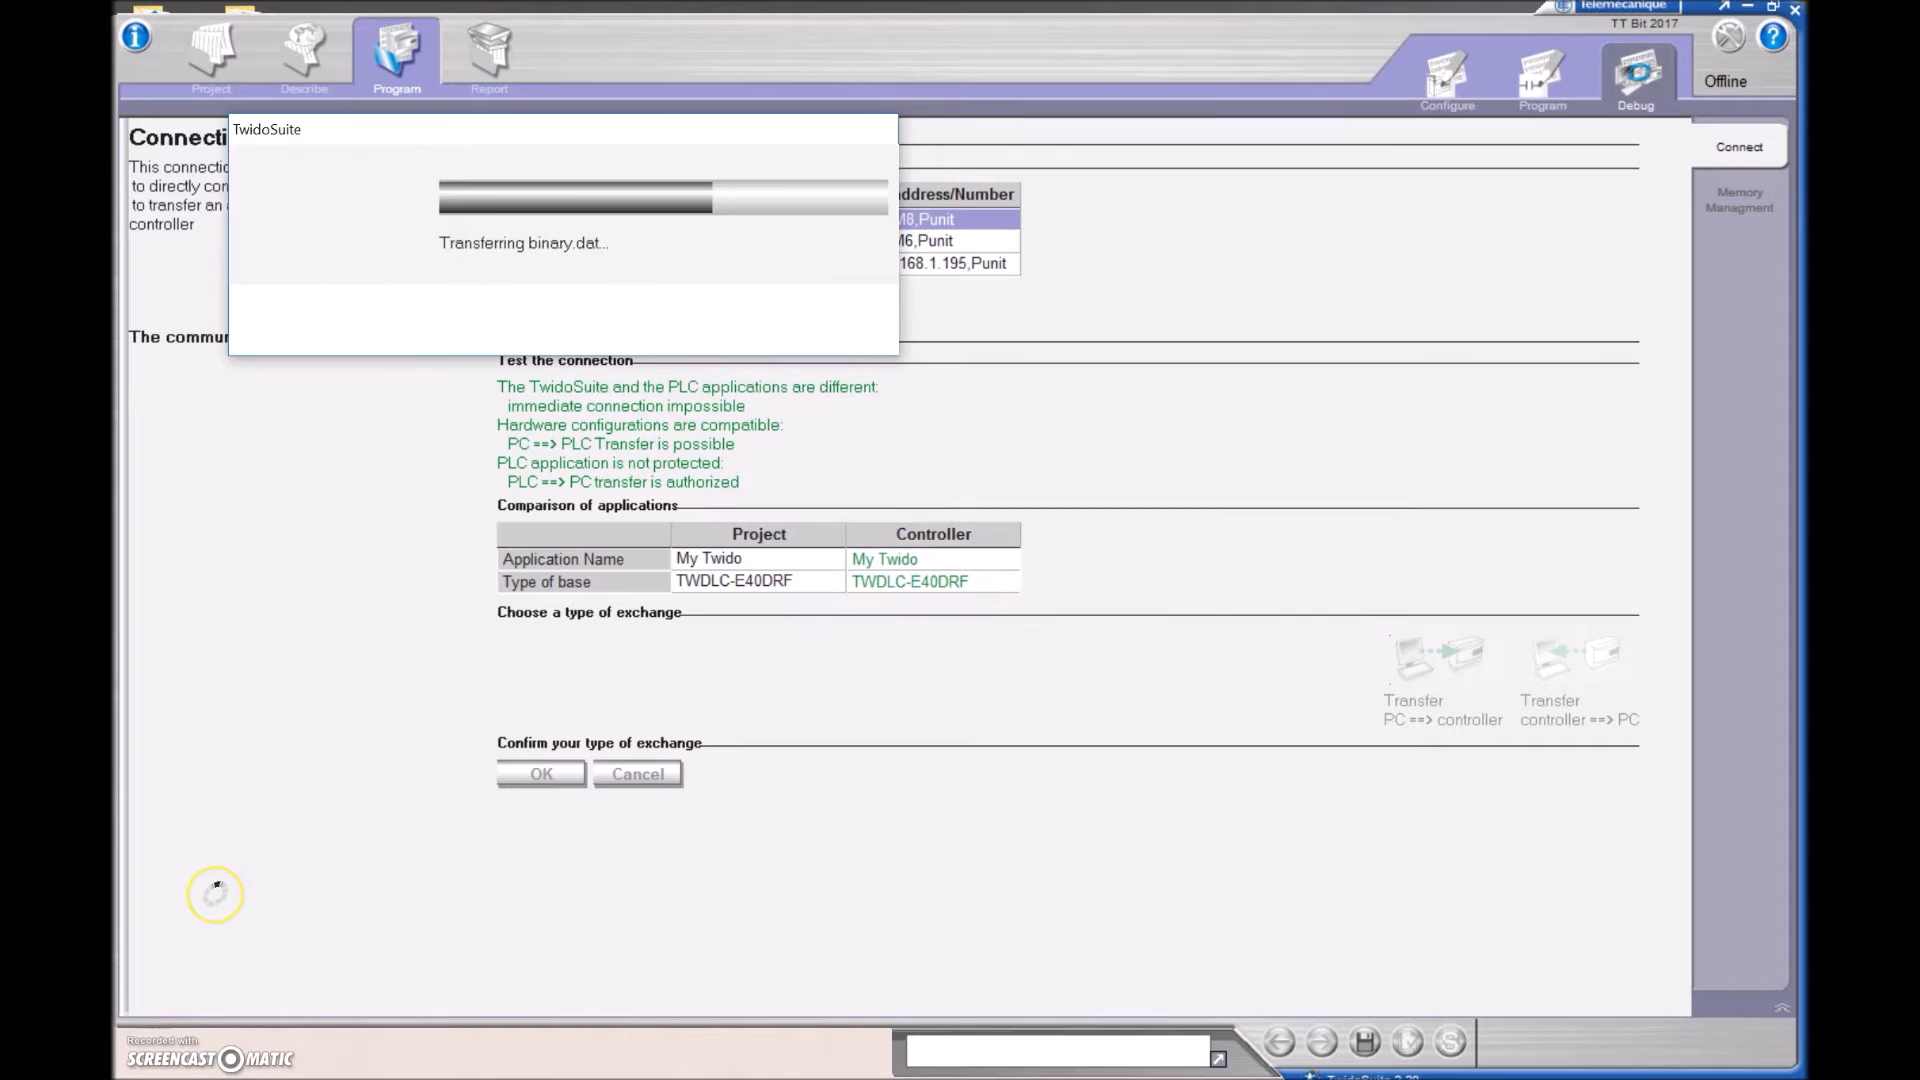 Telemecanique
TT Bit 2017
Project
Describe
Program
Report
Configure
Program
Debug
Offline
Connect
Memory
Managment
TwidoSuite
Transferring binary.dat...
Connecti
This connectio
to directly con
to transfer an
controller
ddress/Number
M8,Punit
M6,Punit
168.1.195,Punit
The commun
Test the connection
The TwidoSuite and the PLC applications are different:
immediate connection impossible
Hardware configurations are compatible:
PC ==> PLC Transfer is possible
PLC application is not protected:
PLC ==> PC transfer is authorized
Comparison of applications
Project Controller
Application Name My Twido My Twido
Type of base TWDLC-E40DRF TWDLC-E40DRF
Choose a type of exchange
Transfer
PC ==> controller
Transfer
controller ==> PC
Confirm your type of exchange
OK Cancel
Recorded with
SCREENCAST-O-MATIC